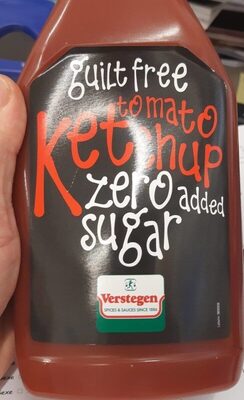 guilt free
tomato
Ketchup
zero added
sugar
Verstegen
SPICES & SAUCES SINCE 1886